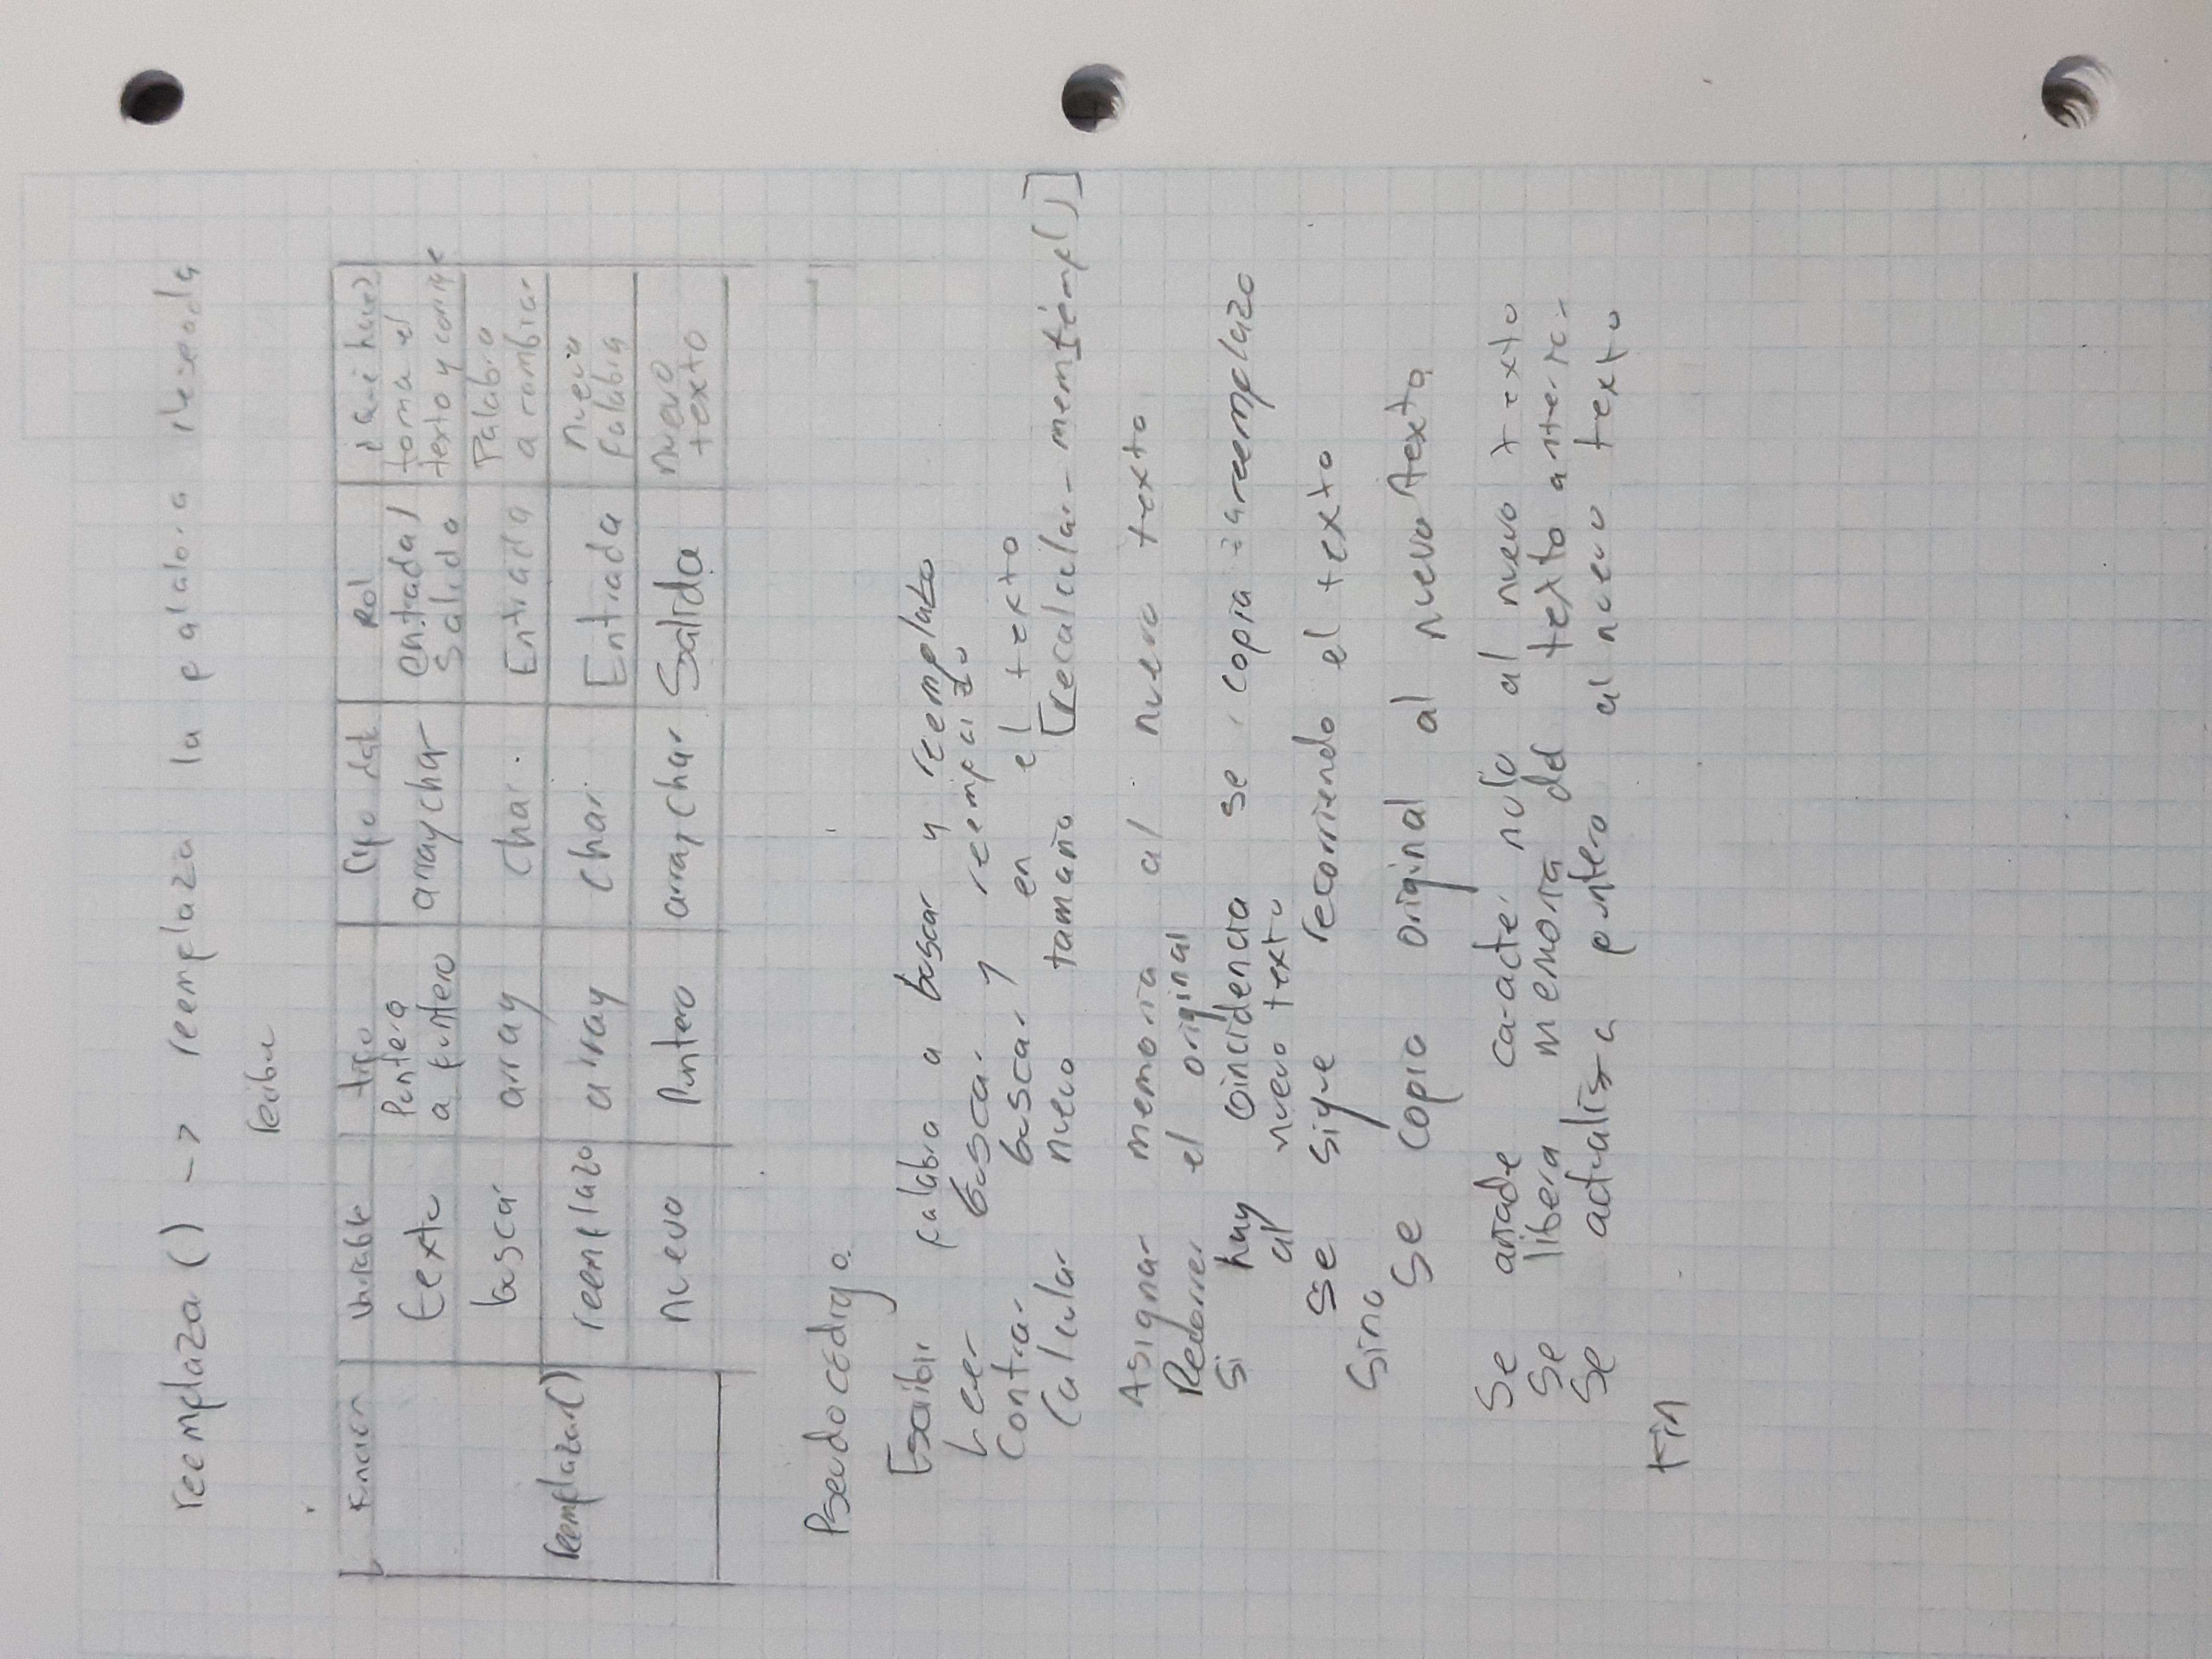 reemplaza () -> reemplaza la palabra deseada
recibe
Función variable tipo tipo dato Rol ¿Qué hace?
texto Puntero a puntero array char entrada/ Salida toma el texto y corrige
buscar array char Entrada Palabra a cambiar
reemplazar()
reemplazo array char Entrada nueva palabra
nuevo Puntero array char Salida nuevo texto
Pseudocódigo.
Escribir palabra a buscar y reemplazo
Leer buscar y reemplazo
Contrar buscar en el texto
Calcular nuevo tamaño [recalcular_memtemp()]
Asignar memoria al nuevo texto
Recorrer el original
Si hay coincidencia se copia reemplazo
al nuevo texto
Se sigue recorriendo el texto
Sino
Se copia original al nuevo texto
Se añade caracter nulo al nuevo texto
Se libera memoria del texto anterior
Se actualiza puntero al nuevo texto
Fin